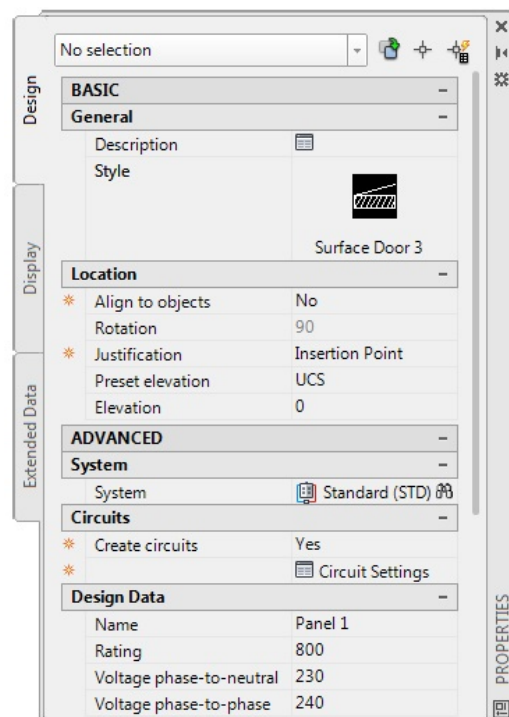 No selection
Design
Display
Extended Data
BASIC
General
Description
Style
Surface Door 3
Location
Align to objects No
Rotation 90
Justification Insertion Point
Preset elevation UCS
Elevation 0
ADVANCED
System
System Standard (STD)
Circuits
Create circuits Yes
Circuit Settings
Design Data
Name Panel 1
Rating 800
Voltage phase-to-neutral 230
Voltage phase-to-phase 240
PROPERTIES